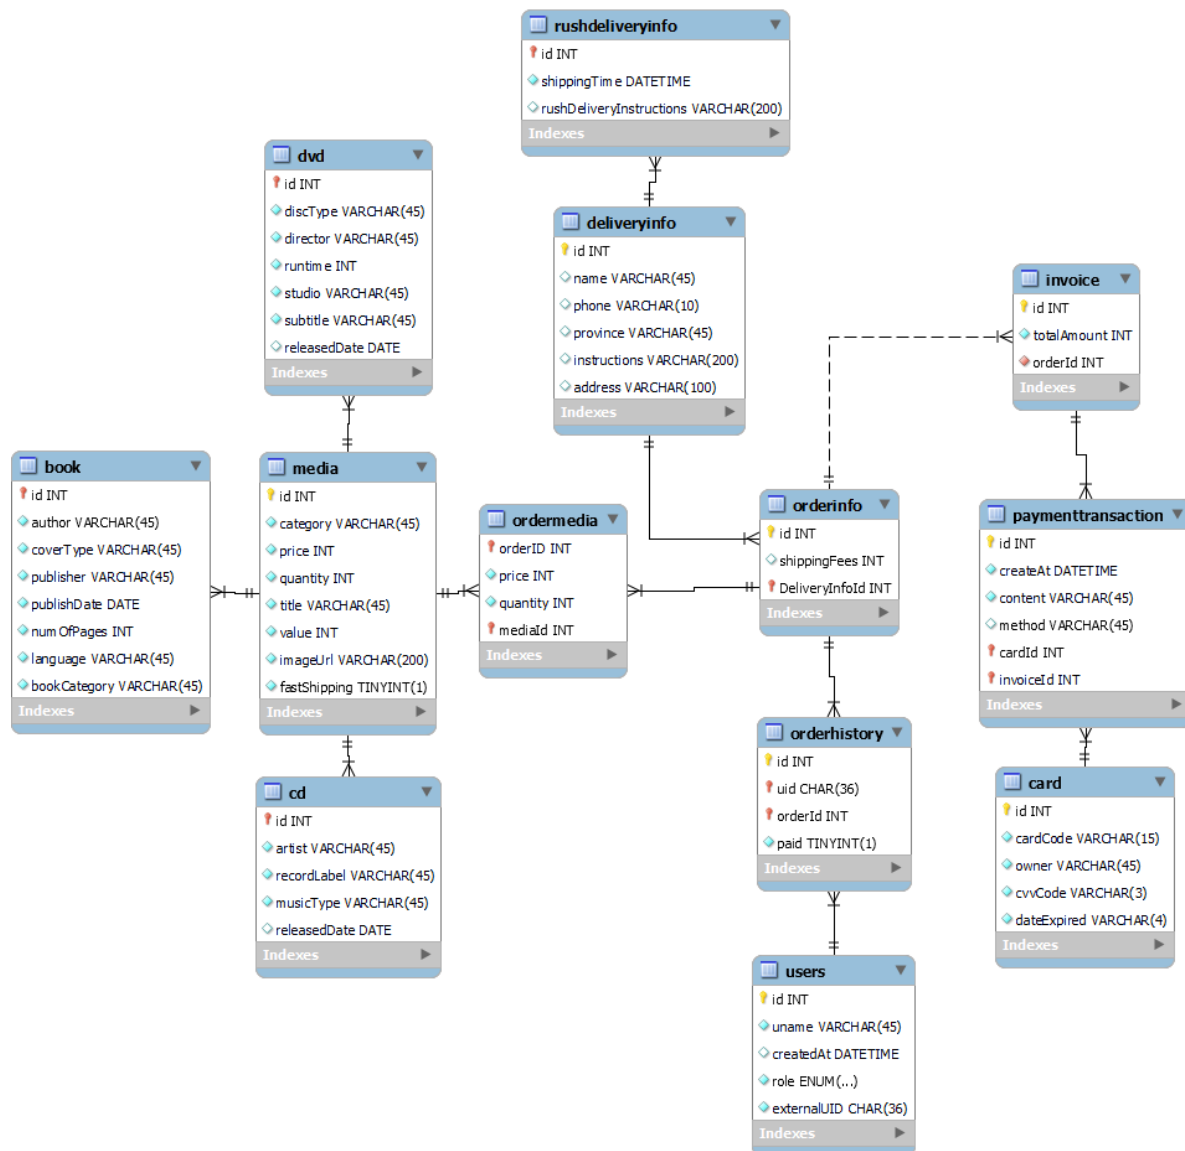 rushdeliveryinfo
id INT
shippingTime DATETIME
rushDeliveryInstructions VARCHAR(200)
Indexes
dvd
id INT
discType VARCHAR(45)
director VARCHAR(45)
runtime INT
studio VARCHAR(45)
subtitle VARCHAR(45)
releasedDate DATE
Indexes
deliveryinfo
id INT
name VARCHAR(45)
phone VARCHAR(10)
province VARCHAR(45)
instructions VARCHAR(200)
address VARCHAR(100)
Indexes
invoice
id INT
totalAmount INT
orderId INT
Indexes
book
id INT
author VARCHAR(45)
coverType VARCHAR(45)
publisher VARCHAR(45)
publishDate DATE
numOfPages INT
language VARCHAR(45)
bookCategory VARCHAR(45)
Indexes
media
id INT
category VARCHAR(45)
price INT
quantity INT
title VARCHAR(45)
value INT
imageUrl VARCHAR(200)
fastShipping TINYINT(1)
Indexes
ordermedia
orderID INT
price INT
quantity INT
mediaId INT
Indexes
orderinfo
id INT
shippingFees INT
DeliveryInfoId INT
Indexes
paymenttransaction
id INT
createAt DATETIME
content VARCHAR(45)
method VARCHAR(45)
cardId INT
invoiceId INT
Indexes
cd
id INT
artist VARCHAR(45)
recordLabel VARCHAR(45)
musicType VARCHAR(45)
releasedDate DATE
Indexes
orderhistory
id INT
uid CHAR(36)
orderId INT
paid TINYINT(1)
Indexes
card
id INT
cardCode VARCHAR(15)
owner VARCHAR(45)
cvvCode VARCHAR(3)
dateExpired VARCHAR(4)
Indexes
users
id INT
uname VARCHAR(45)
createdAt DATETIME
role ENUM(...)
externalUID CHAR(36)
Indexes